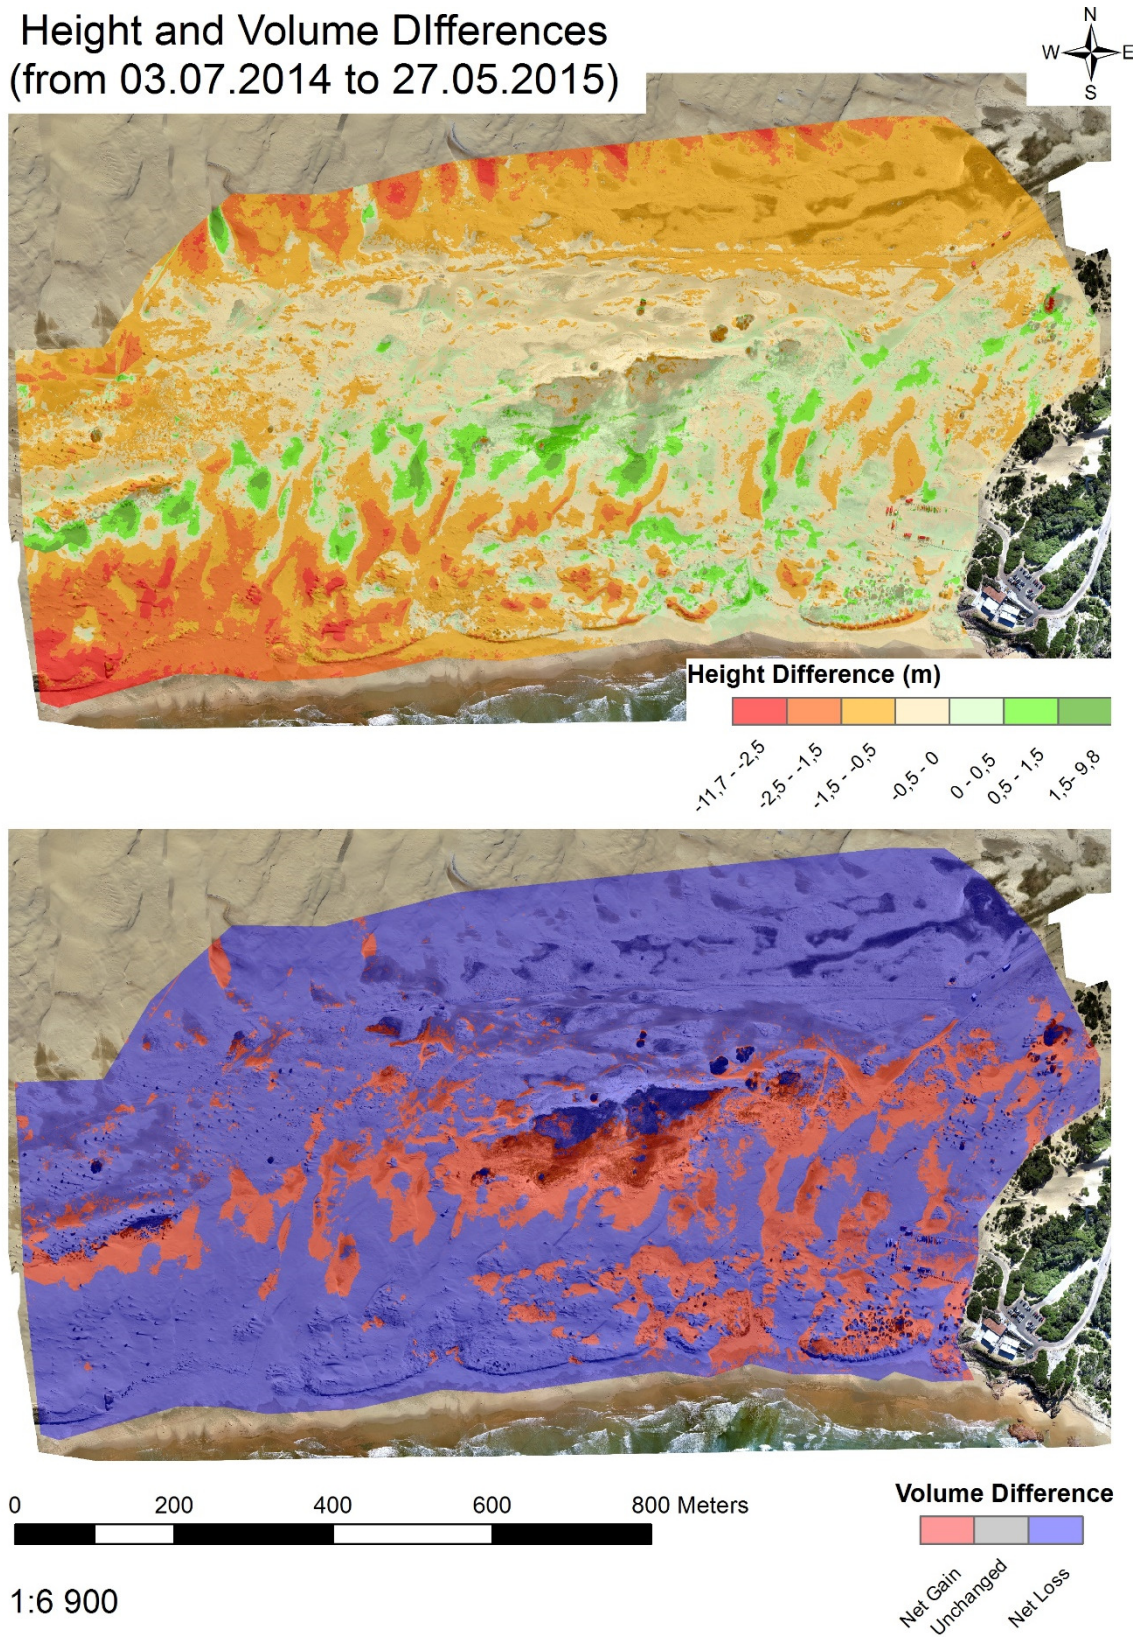 Height and Volume DIfferences
(from 03.07.2014 to 27.05.2015)
N
W E
S
Height Difference (m)
-11,7 - -2,5
-2,5 - -1,5
-1,5 - -0,5
-0,5 - 0
0 - 0,5
0,5 - 1,5
1,5- 9,8
0 200 400 600 800 Meters
1:6 900
Volume Difference
Net Gain
Unchanged
Net Loss